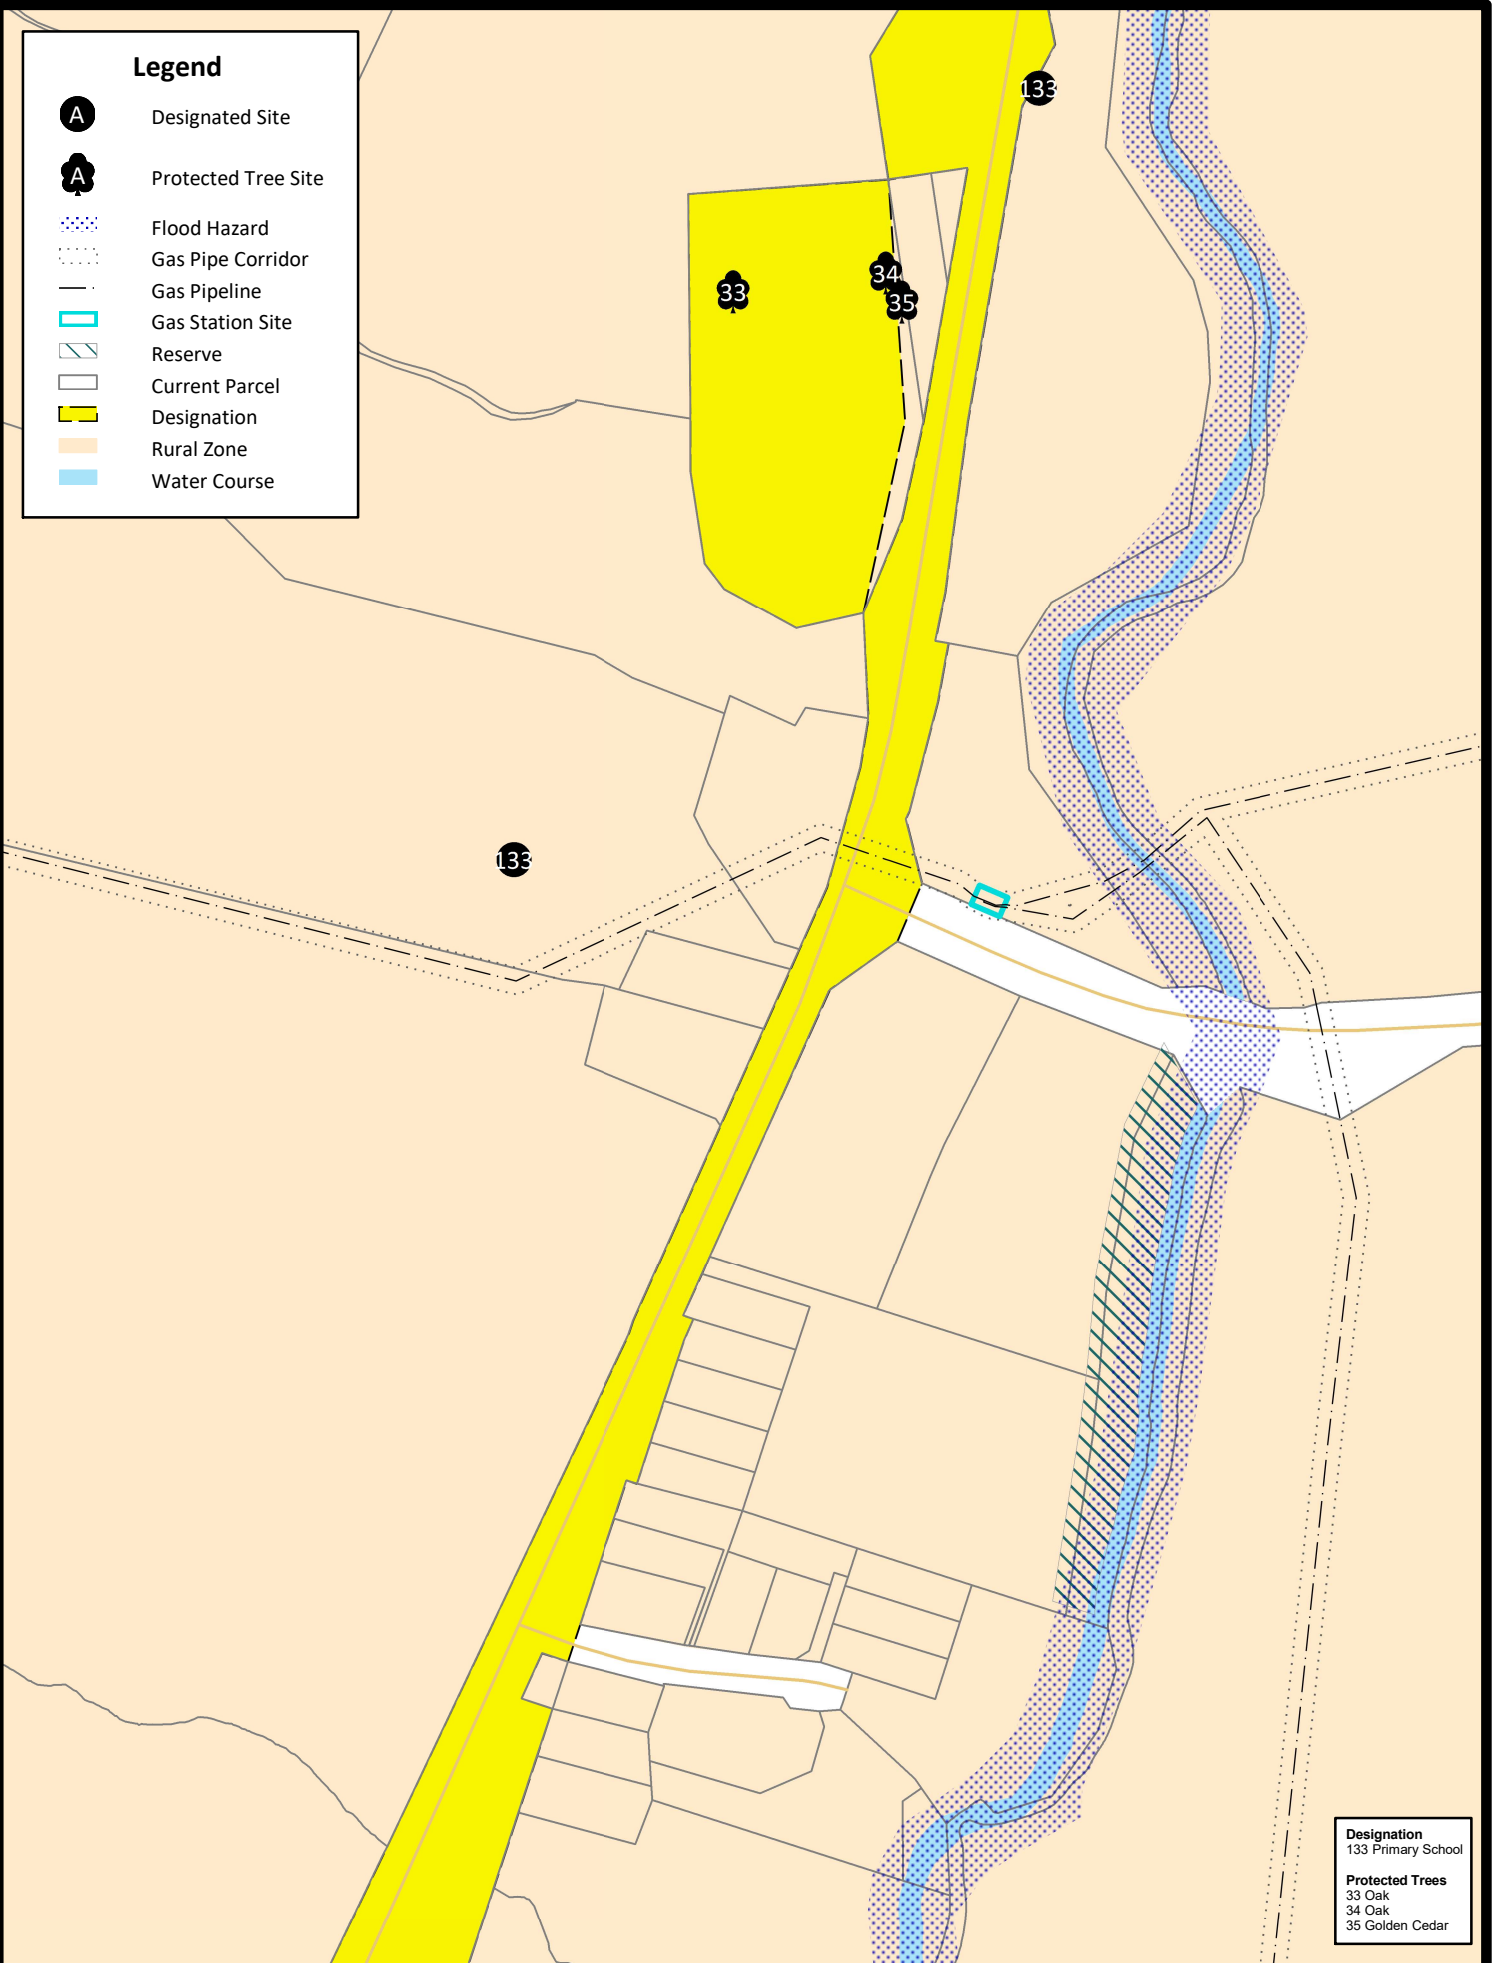 Legend
A Designated Site
A Protected Tree Site
Flood Hazard
Gas Pipe Corridor
Gas Pipeline
Gas Station Site
Reserve
Current Parcel
Designation
Rural Zone
Water Course
133
33
34
35
133
Designation
133 Primary School
Protected Trees
33 Oak
34 Oak
35 Golden Cedar